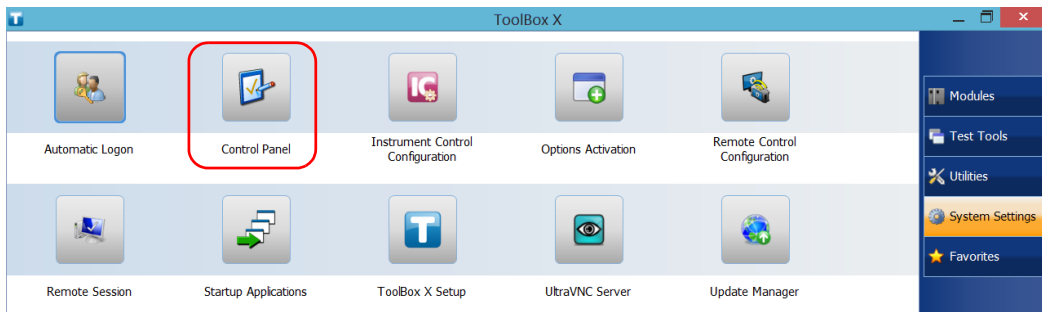 T
ToolBox X
Automatic Logon
Control Panel
IC
Instrument Control
Configuration
Options Activation
Remote Control
Configuration
Remote Session
Startup Applications
T
ToolBox X Setup
UltraVNC Server
Update Manager
Modules
Test Tools
Utilities
System Settings
Favorites